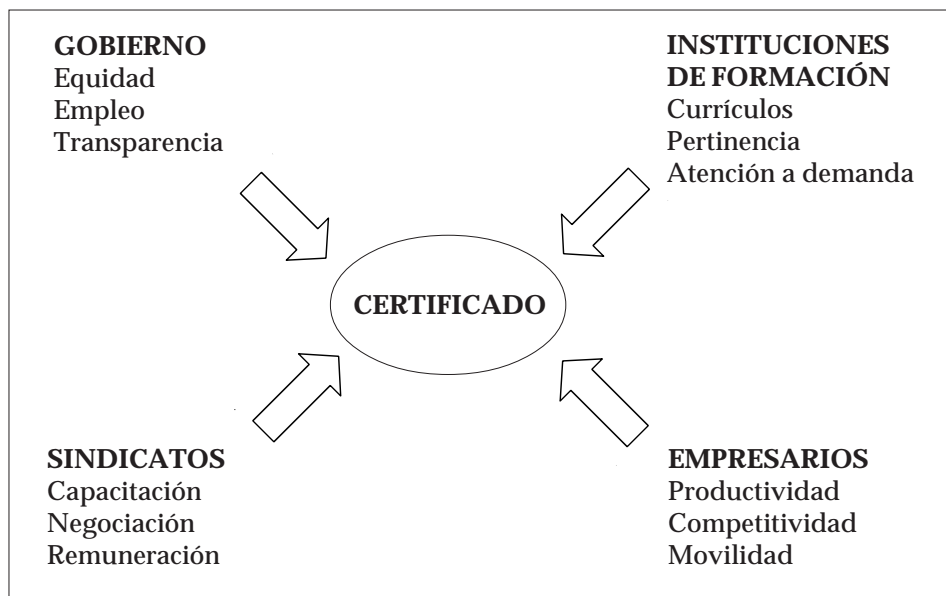 GOBIERNO
Equidad
Empleo
Transparencia
INSTITUCIONES
DE FORMACIÓN
Currículos
Pertinencia
Atención a demanda
CERTIFICADO
SINDICATOS
Capacitación
Negociación
Remuneración
EMPRESARIOS
Productividad
Competitividad
Movilidad